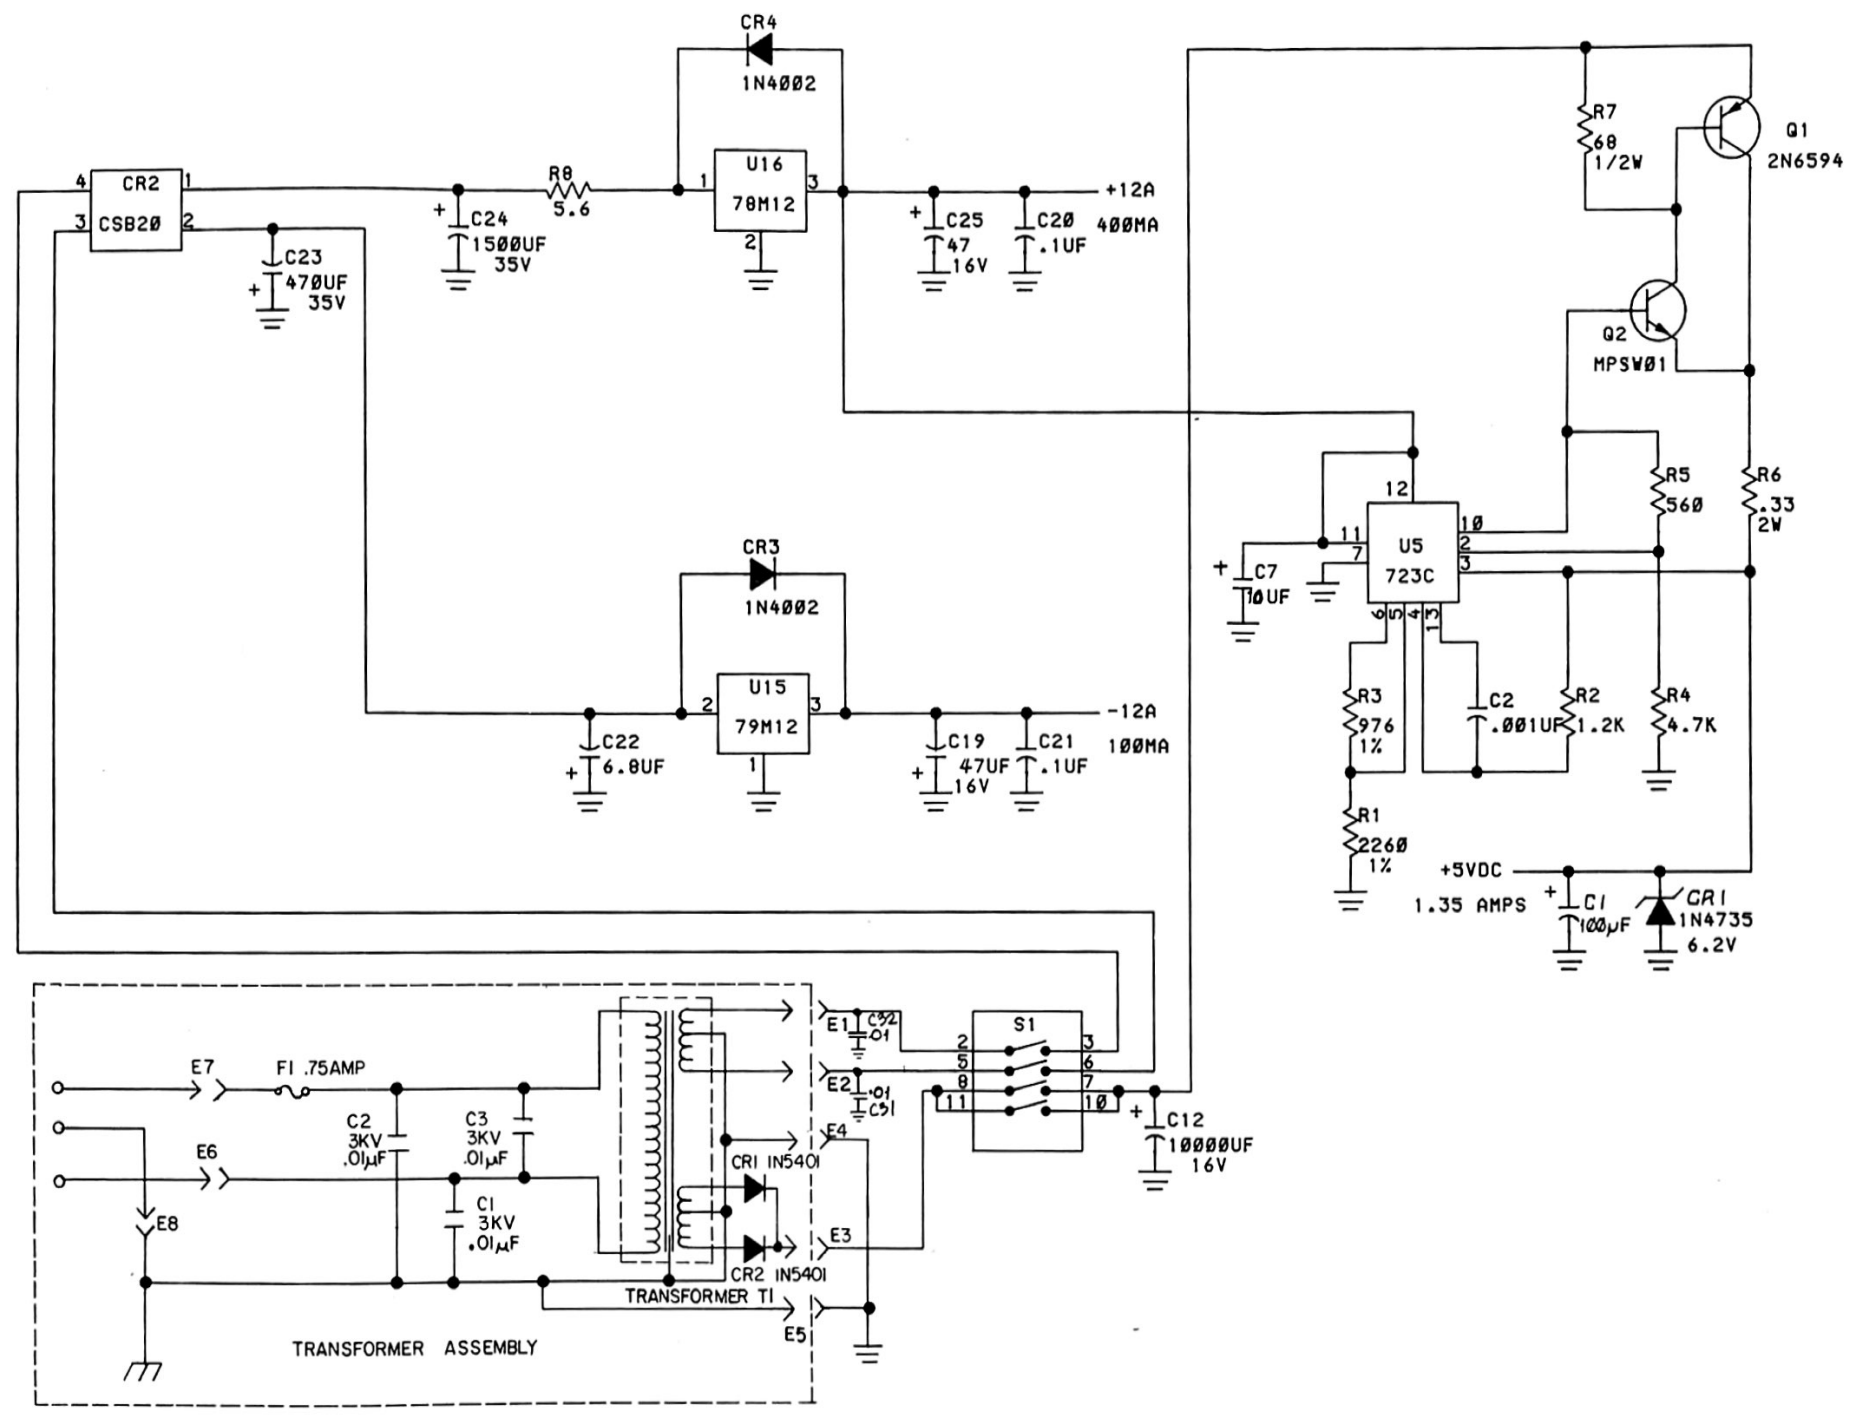 CR4
1N4002
U16
78M12
1
3
2
4
CR2
1
3
CSB20
2
+
C23
470UF
35V
+
C24
1500UF
35V
R8
5.6
+
C25
47
16V
C20
.1UF
+12A
400MA
R7
68
1/2W
Q1
2N6594
Q2
MPSW01
CR3
1N4002
U15
79M12
2
3
1
C22
6.8UF
+
C19
47UF
16V
+
C21
.1UF
-12A
100MA
12
11
7
U5
723C
10
2
3
6
5
4
13
+
C7
10UF
R5
560
R6
.33
2W
R3
976
1%
C2
.001UF
R2
1.2K
R4
4.7K
R1
2260
1%
+5VDC
1.35 AMPS
+
C1
100µF
CR1
1N4735
6.2V
E1
C32
.01
E2
.01
C31
S1
2
3
5
6
8
7
11
10
+
C12
10000UF
16V
E7
F1 .75AMP
C2
3KV
.01µF
C3
3KV
.01µF
E6
C1
3KV
.01µF
E8
E4
CR1 1N5401
E3
CR2 1N5401
TRANSFORMER T1
E5
TRANSFORMER ASSEMBLY